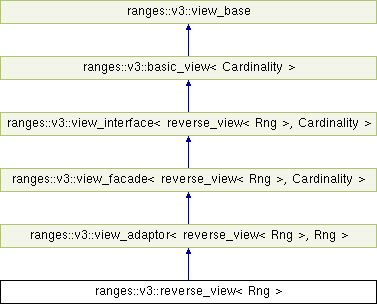 ranges::v3::view_base
ranges::v3::basic_view< Cardinality >
ranges::v3::view_interface< reverse_view< Rng >, Cardinality >
ranges::v3::view_facade< reverse_view< Rng >, Cardinality >
ranges::v3::view_adaptor< reverse_view< Rng >, Rng >
ranges::v3::reverse_view< Rng >